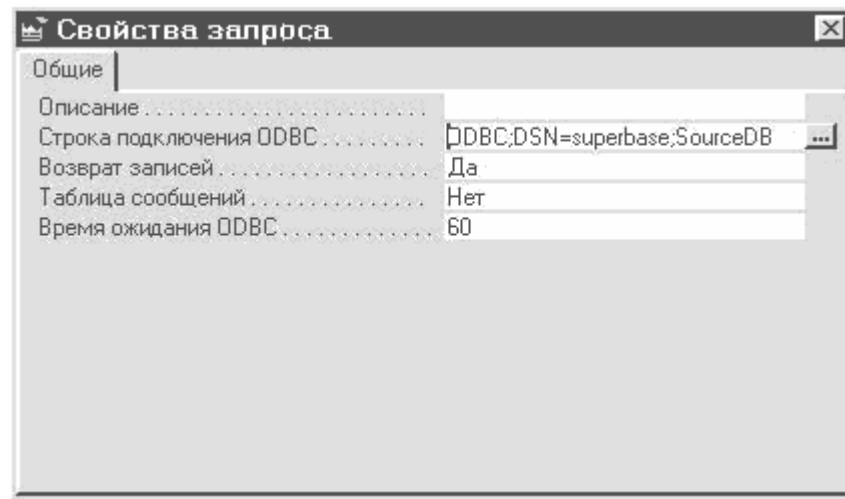 Свойства запроса
Общие
Описание
Строка подключения ODBC ODBC;DSN=superbase;SourceDB ...
Возврат записей Да
Таблица сообщений Нет
Время ожидания ODBC 60